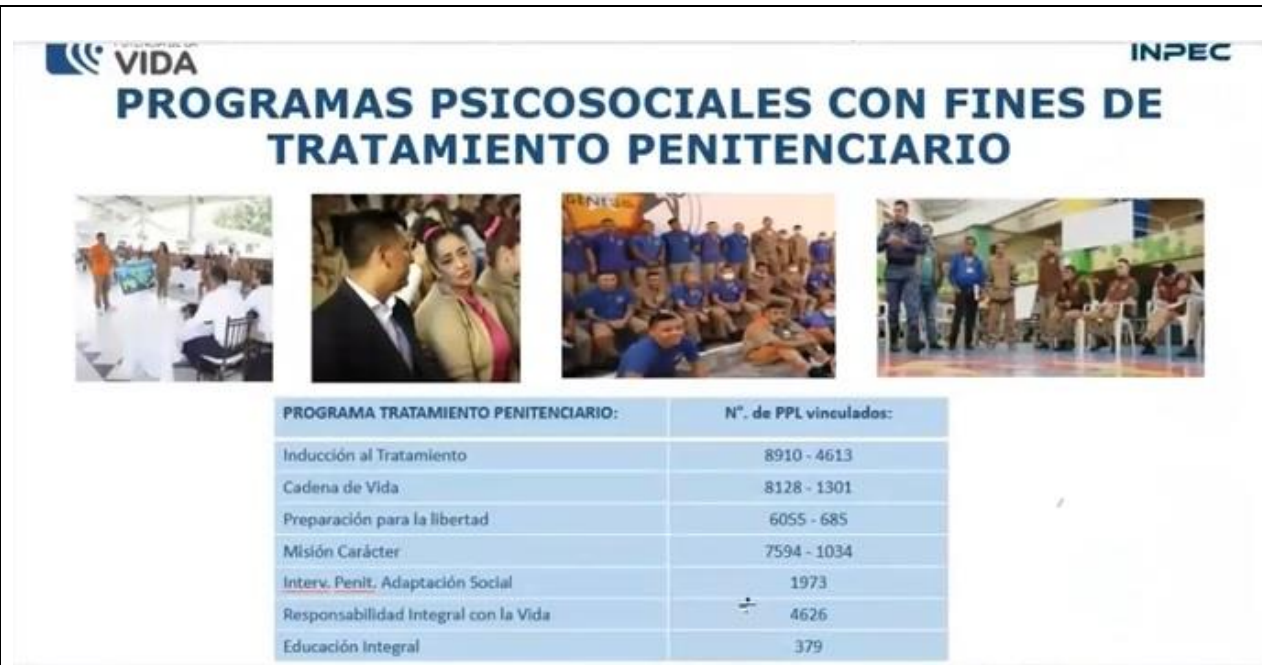 VIDA
INPEC
PROGRAMAS PSICOSOCIALES CON FINES DE
TRATAMIENTO PENITENCIARIO
GENESIS
PROGRAMA TRATAMIENTO PENITENCIARIO: N°. de PPL vinculados:
Inducción al Tratamiento 8910 - 4613
Cadena de Vida 8128 - 1301
Preparación para la libertad 6055 - 685
Misión Carácter 7594 - 1034
Interv. Penit. Adaptación Social 1973
Responsabilidad Integral con la Vida 4626
Educación Integral 379